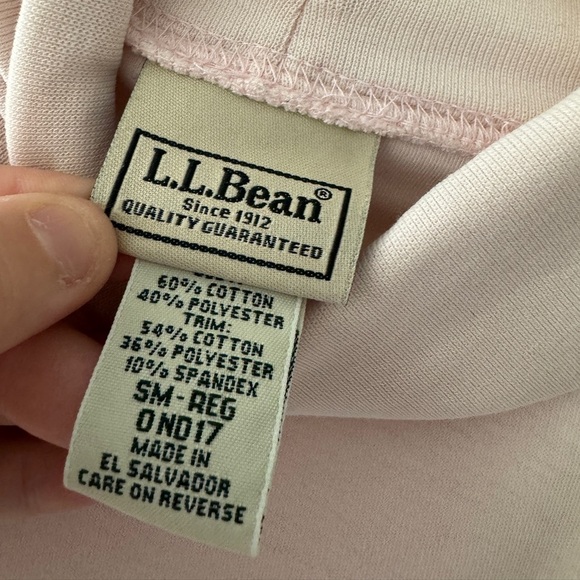 L.L.Bean®
Since 1912
QUALITY GUARANTEED
60% COTTON
40% POLYESTER
TRIM:
54% COTTON
36% POLYESTER
10% SPANDEX
SM-REG
0ND17
MADE IN
EL SALVADOR
CARE ON REVERSE